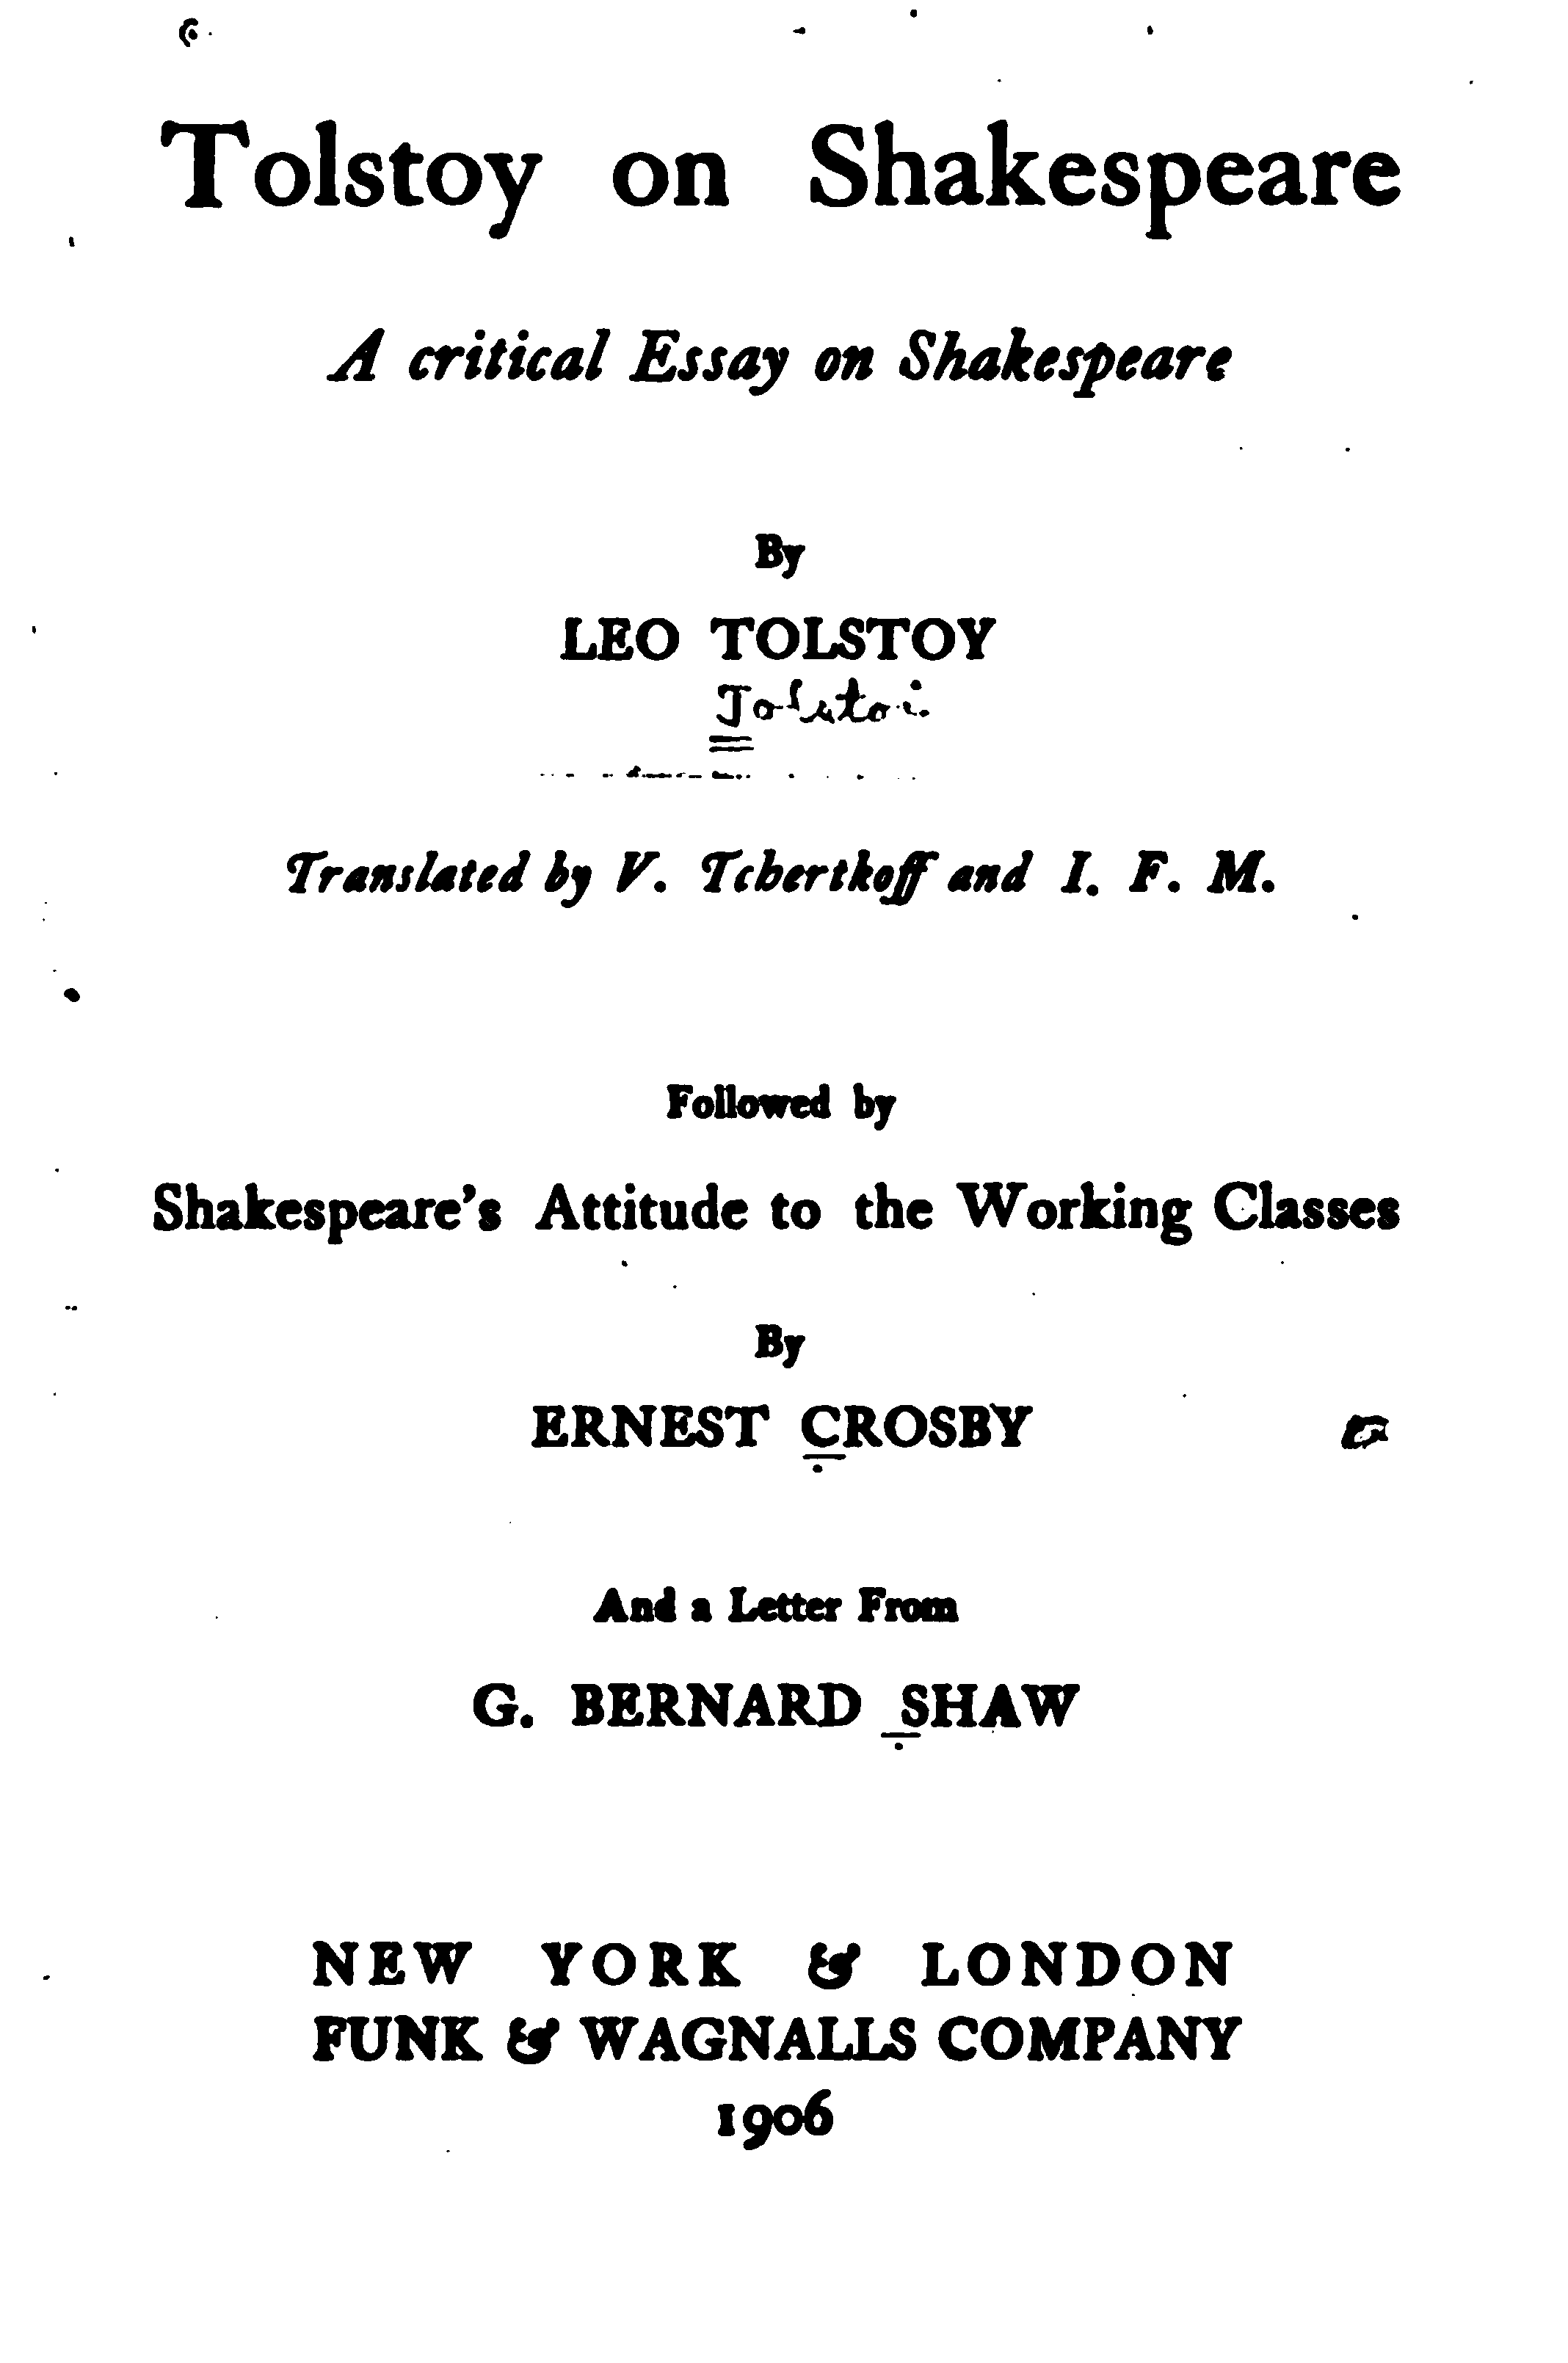 Tolstoy on Shakespeare
A critical Essay on Shakespeare
By
LEO TOLSTOY
Tolstoi
Translated by V. Tchertkoff and I. F. M.
Followed by
Shakespeare's Attitude to the Working Classes
By
ERNEST CROSBY
And a Letter From
G. BERNARD SHAW
NEW YORK & LONDON
FUNK & WAGNALLS COMPANY
1906